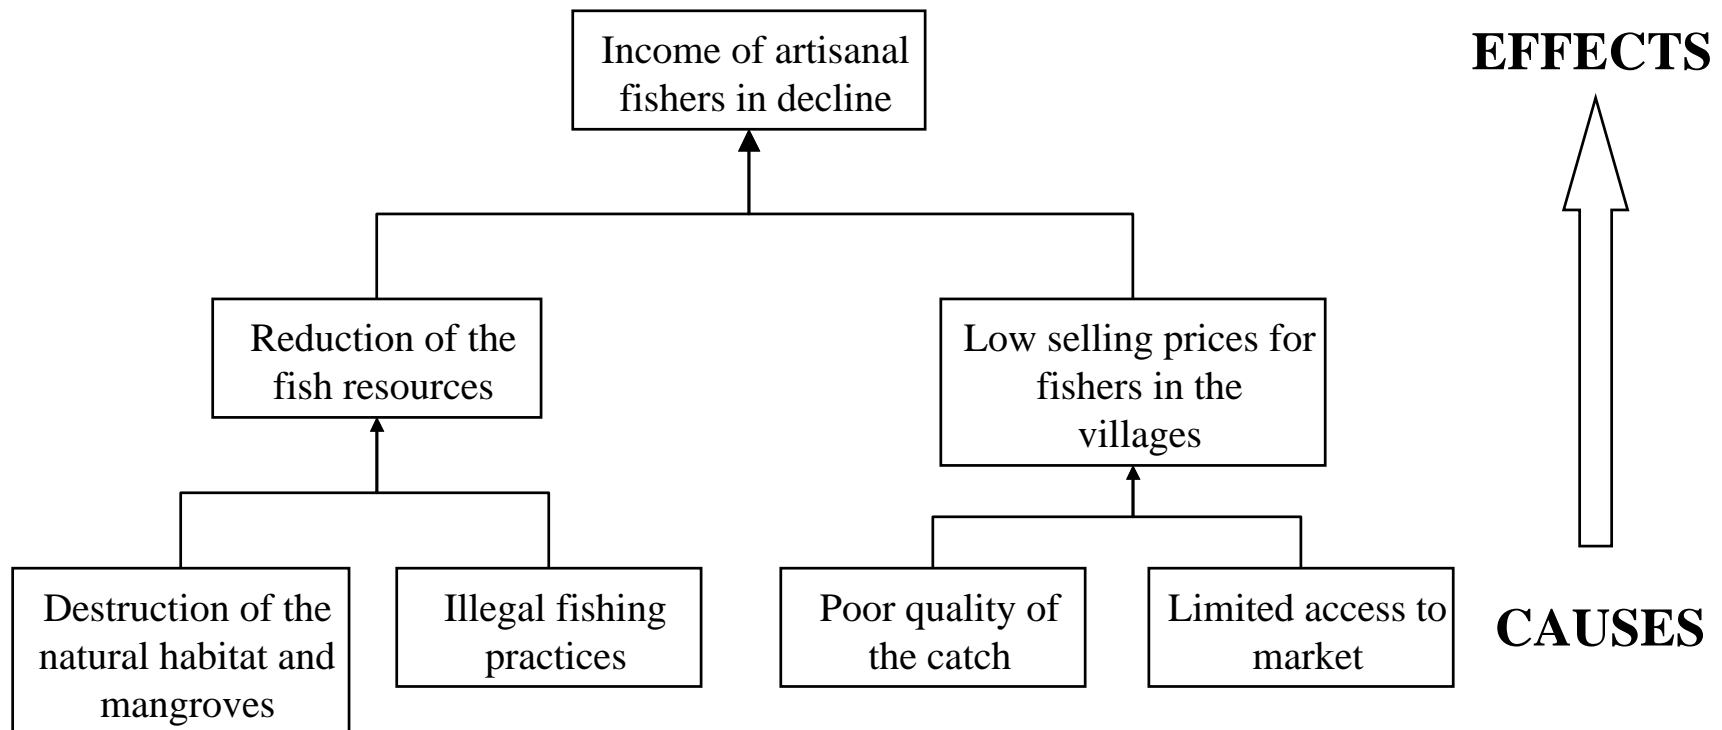 Income of artisanal
fishers in decline
EFFECTS
Reduction of the
fish resources
Low selling prices for
fishers in the
villages
Destruction of the
natural habitat and
mangroves
Illegal fishing
practices
Poor quality of
the catch
Limited access to
market
CAUSES